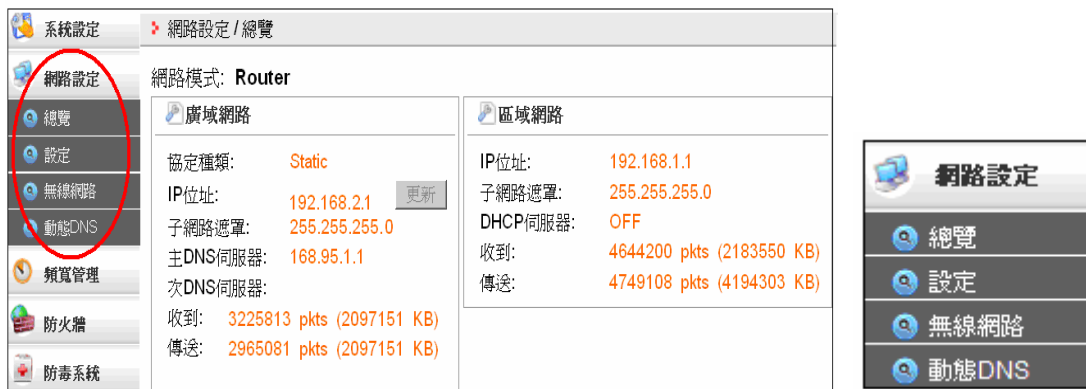 系統設定
網路設定
總覽
設定
無線網路
動態DNS
頻寬管理
防火牆
防毒系統
網路設定 / 總覽
網路模式: Router
廣域網路
協定種類: Static
IP位址: 192.168.2.1 更新
子網路遮罩: 255.255.255.0
主DNS伺服器: 168.95.1.1
次DNS伺服器:
收到: 3225813 pkts (2097151 KB)
傳送: 2965081 pkts (2097151 KB)
區域網路
IP位址: 192.168.1.1
子網路遮罩: 255.255.255.0
DHCP伺服器: OFF
收到: 4644200 pkts (2183550 KB)
傳送: 4749108 pkts (4194303 KB)
網路設定
總覽
設定
無線網路
動態DNS